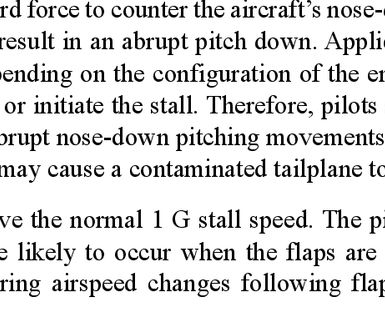 rd force to counter the aircraft's nose-
result in an abrupt pitch down. Applic
pending on the configuration of the en
or initiate the stall. Therefore, pilots
brupt nose-down pitching movements
may cause a contaminated tailplane to
ve the normal 1 G stall speed. The pi
e likely to occur when the flaps are
ring airspeed changes following flap